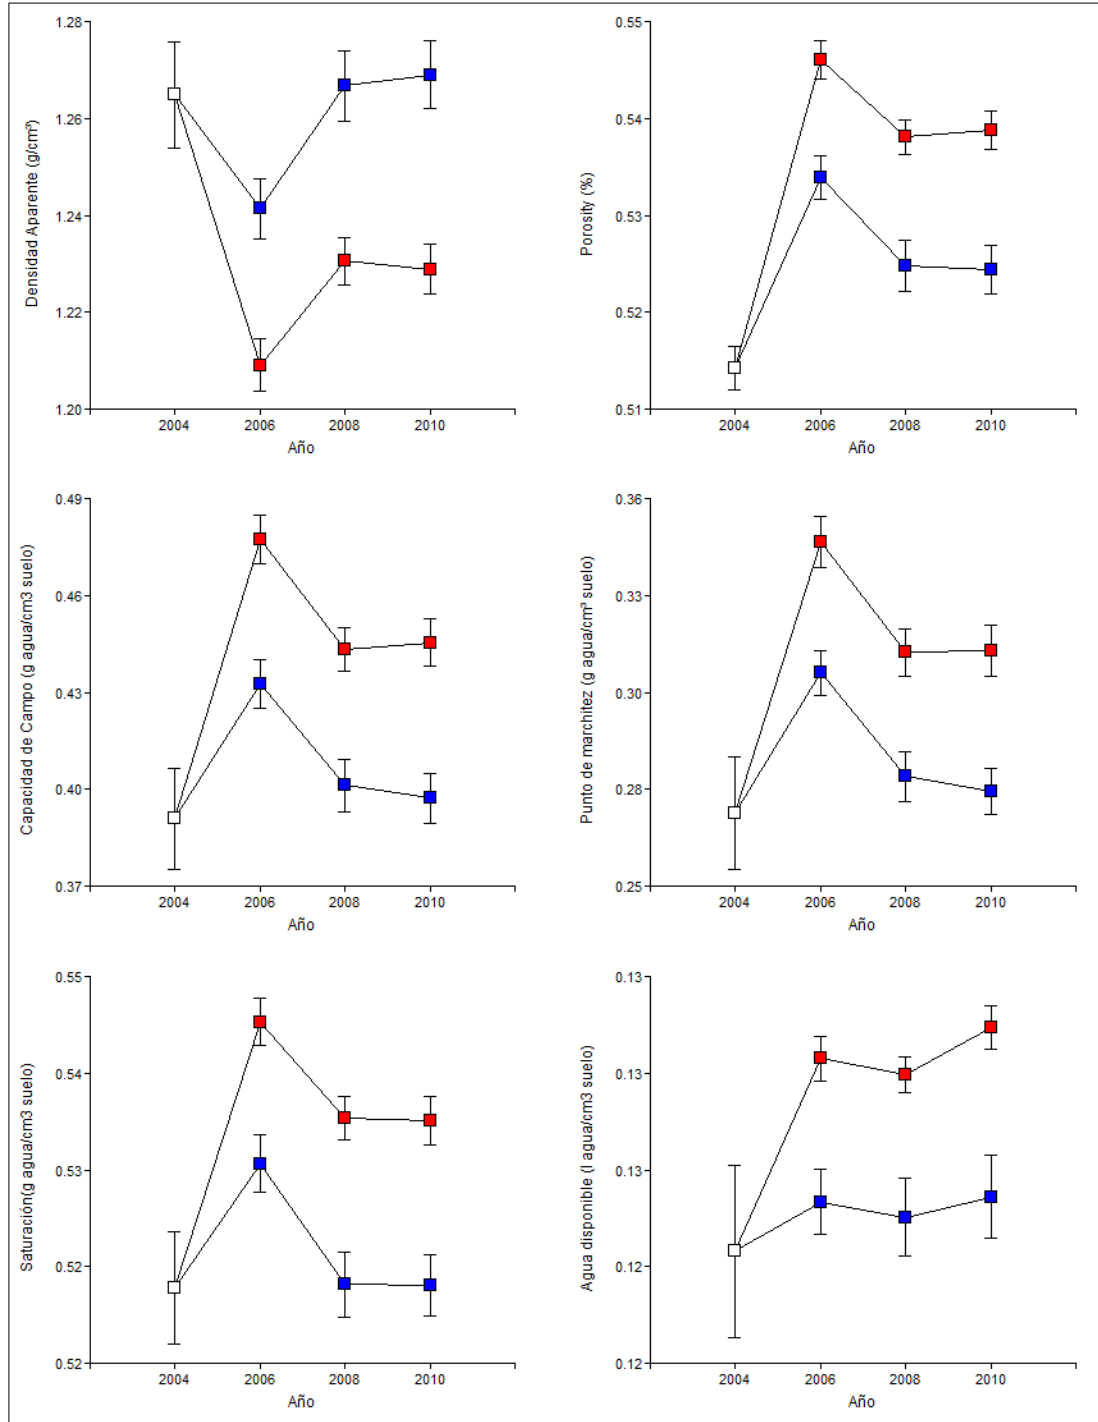 Densidad Aparente (g/cm³)
1.28
1.26
1.24
1.22
1.20
2004 2006 2008 2010
Año
Porosity (%)
0.55
0.54
0.53
0.52
0.51
2004 2006 2008 2010
Año
Capacidad de Campo (g agua/cm3 suelo)
0.49
0.46
0.43
0.40
0.37
2004 2006 2008 2010
Año
Punto de marchitez (g agua/cm³ suelo)
0.36
0.33
0.30
0.28
0.25
2004 2006 2008 2010
Año
Saturación(g agua/cm3 suelo)
0.55
0.54
0.53
0.52
0.52
2004 2006 2008 2010
Año
Agua disponible (l agua/cm3 suelo)
0.13
0.13
0.13
0.12
0.12
2004 2006 2008 2010
Año